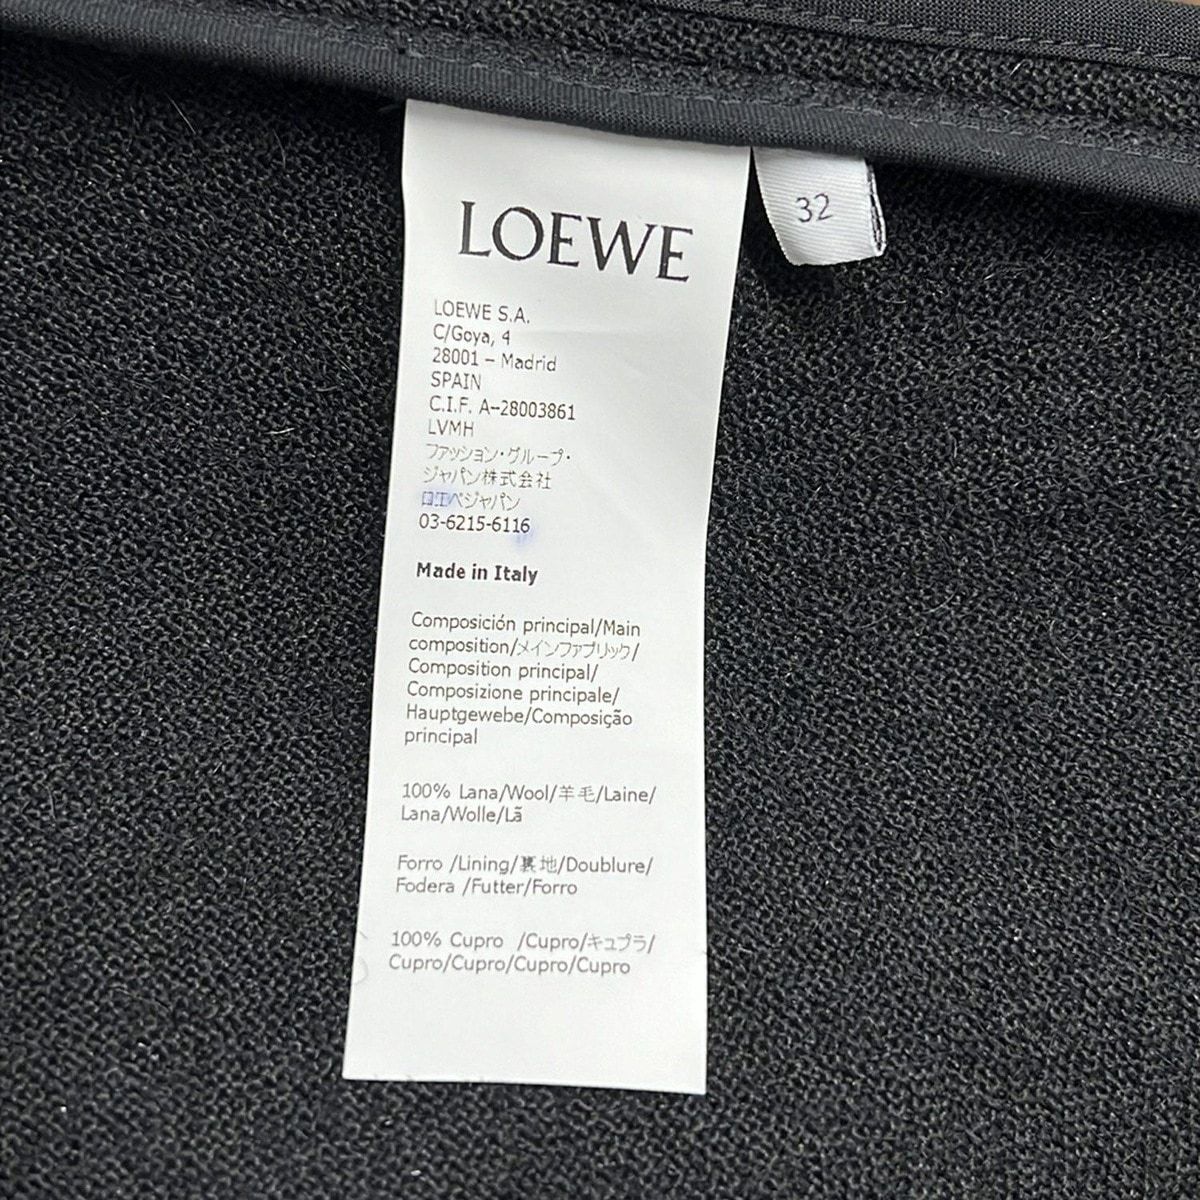 LOEWE
32
LOEWE S.A.
C/Goya, 4
28001 – Madrid
SPAIN
C.I.F. A–28003861
LVMH
ファッション・グループ・
ジャパン株式会社
ロエベジャパン
03-6215-6116
Made in Italy
Composición principal/Main
composition/メインファブリック/
Composition principal/
Composizione principale/
Hauptgewebe/Composição
principal
100% Lana/Wool/羊毛/Laine/
Lana/Wolle/Lã
Forro /Lining/裏地/Doublure/
Fodera /Futter/Forro
100% Cupro /Cupro/キュプラ/
Cupro/Cupro/Cupro/Cupro